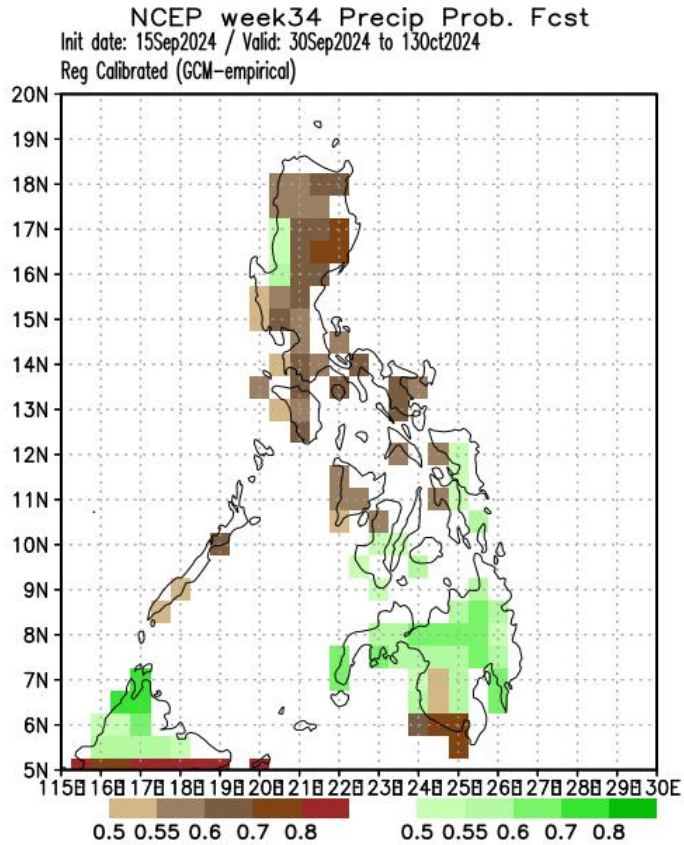 NCEP week34 Precip Prob. Fcst
Init date: 15Sep2024 / Valid: 30Sep2024 to 13Oct2024
Reg Calibrated (GCM-empirical)
20N
19N
18N
17N
16N
15N
14N
13N
12N
11N
10N
9N
8N
7N
6N
5N
115E 116E 117E 118E 119E 120E 121E 122E 123E 124E 125E 126E 127E 128E 129E 130E
0.5 0.55 0.6 0.7 0.8 0.5 0.55 0.6 0.7 0.8